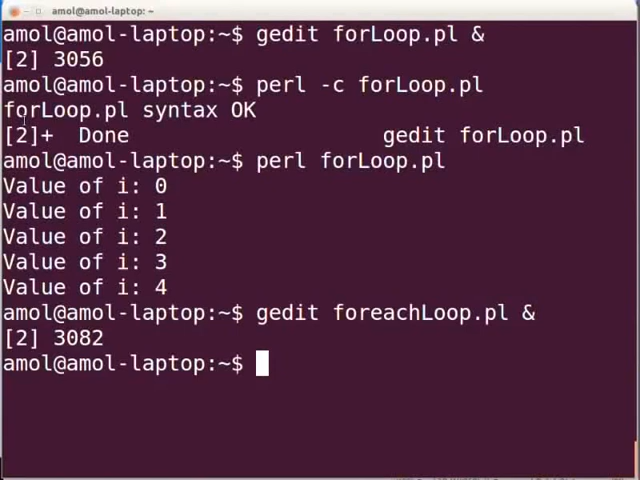 amol@amol-laptop: ~
amol@amol-laptop:~$ gedit forLoop.pl &
[2] 3056
amol@amol-laptop:~$ perl -c forLoop.pl
forLoop.pl syntax OK
[2]+  Done                    gedit forLoop.pl
amol@amol-laptop:~$ perl forLoop.pl
Value of i: 0
Value of i: 1
Value of i: 2
Value of i: 3
Value of i: 4
amol@amol-laptop:~$ gedit foreachLoop.pl &
[2] 3082
amol@amol-laptop:~$